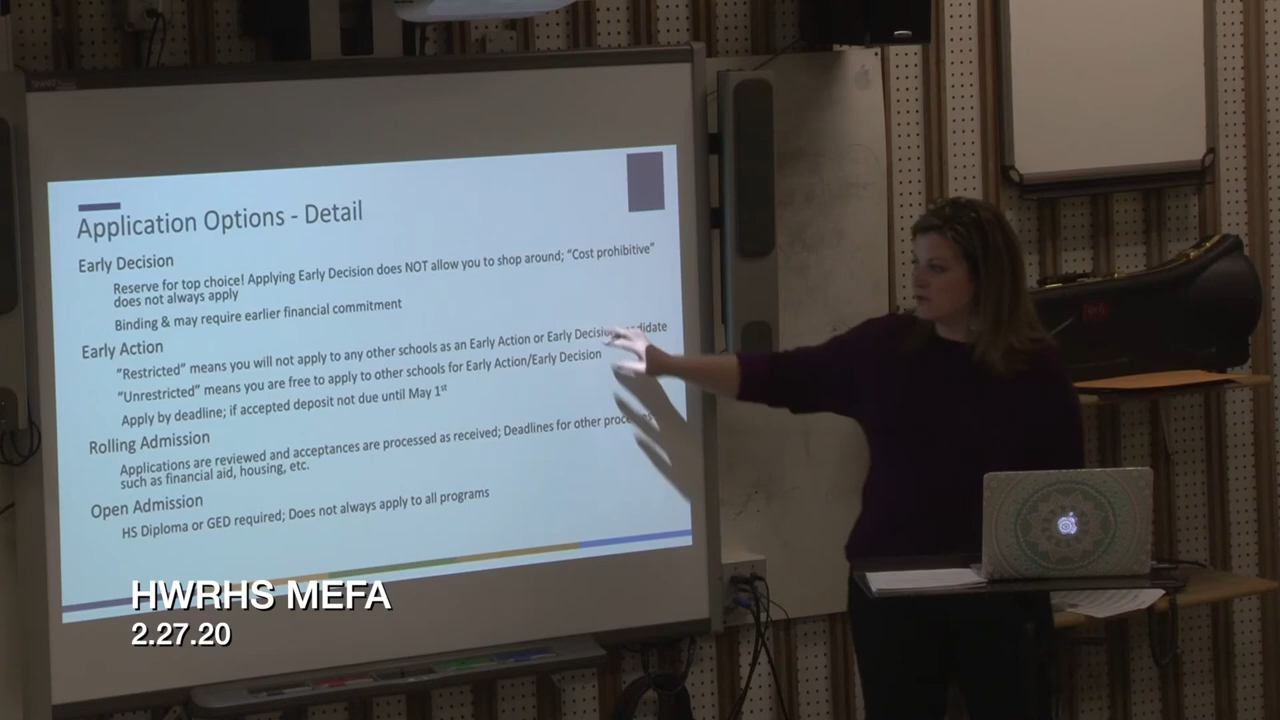 Application Options - Detail
Early Decision
Reserve for top choice! Applying Early Decision does NOT allow you to shop around; “Cost prohibitive”
does not always apply
Binding & may require earlier financial commitment
Early Action
“Restricted” means you will not apply to any other schools as an Early Action or Early Decision
“Unrestricted” means you are free to apply to other schools for Early Action/Early Decision
Apply by deadline; if accepted deposit not due until May 1st
Rolling Admission
Applications are reviewed and acceptances are processed as received; Deadlines for other
such as financial aid, housing, etc.
Open Admission
HS Diploma or GED required; Does not always apply to all programs
HWRHS MEFA
2.27.20